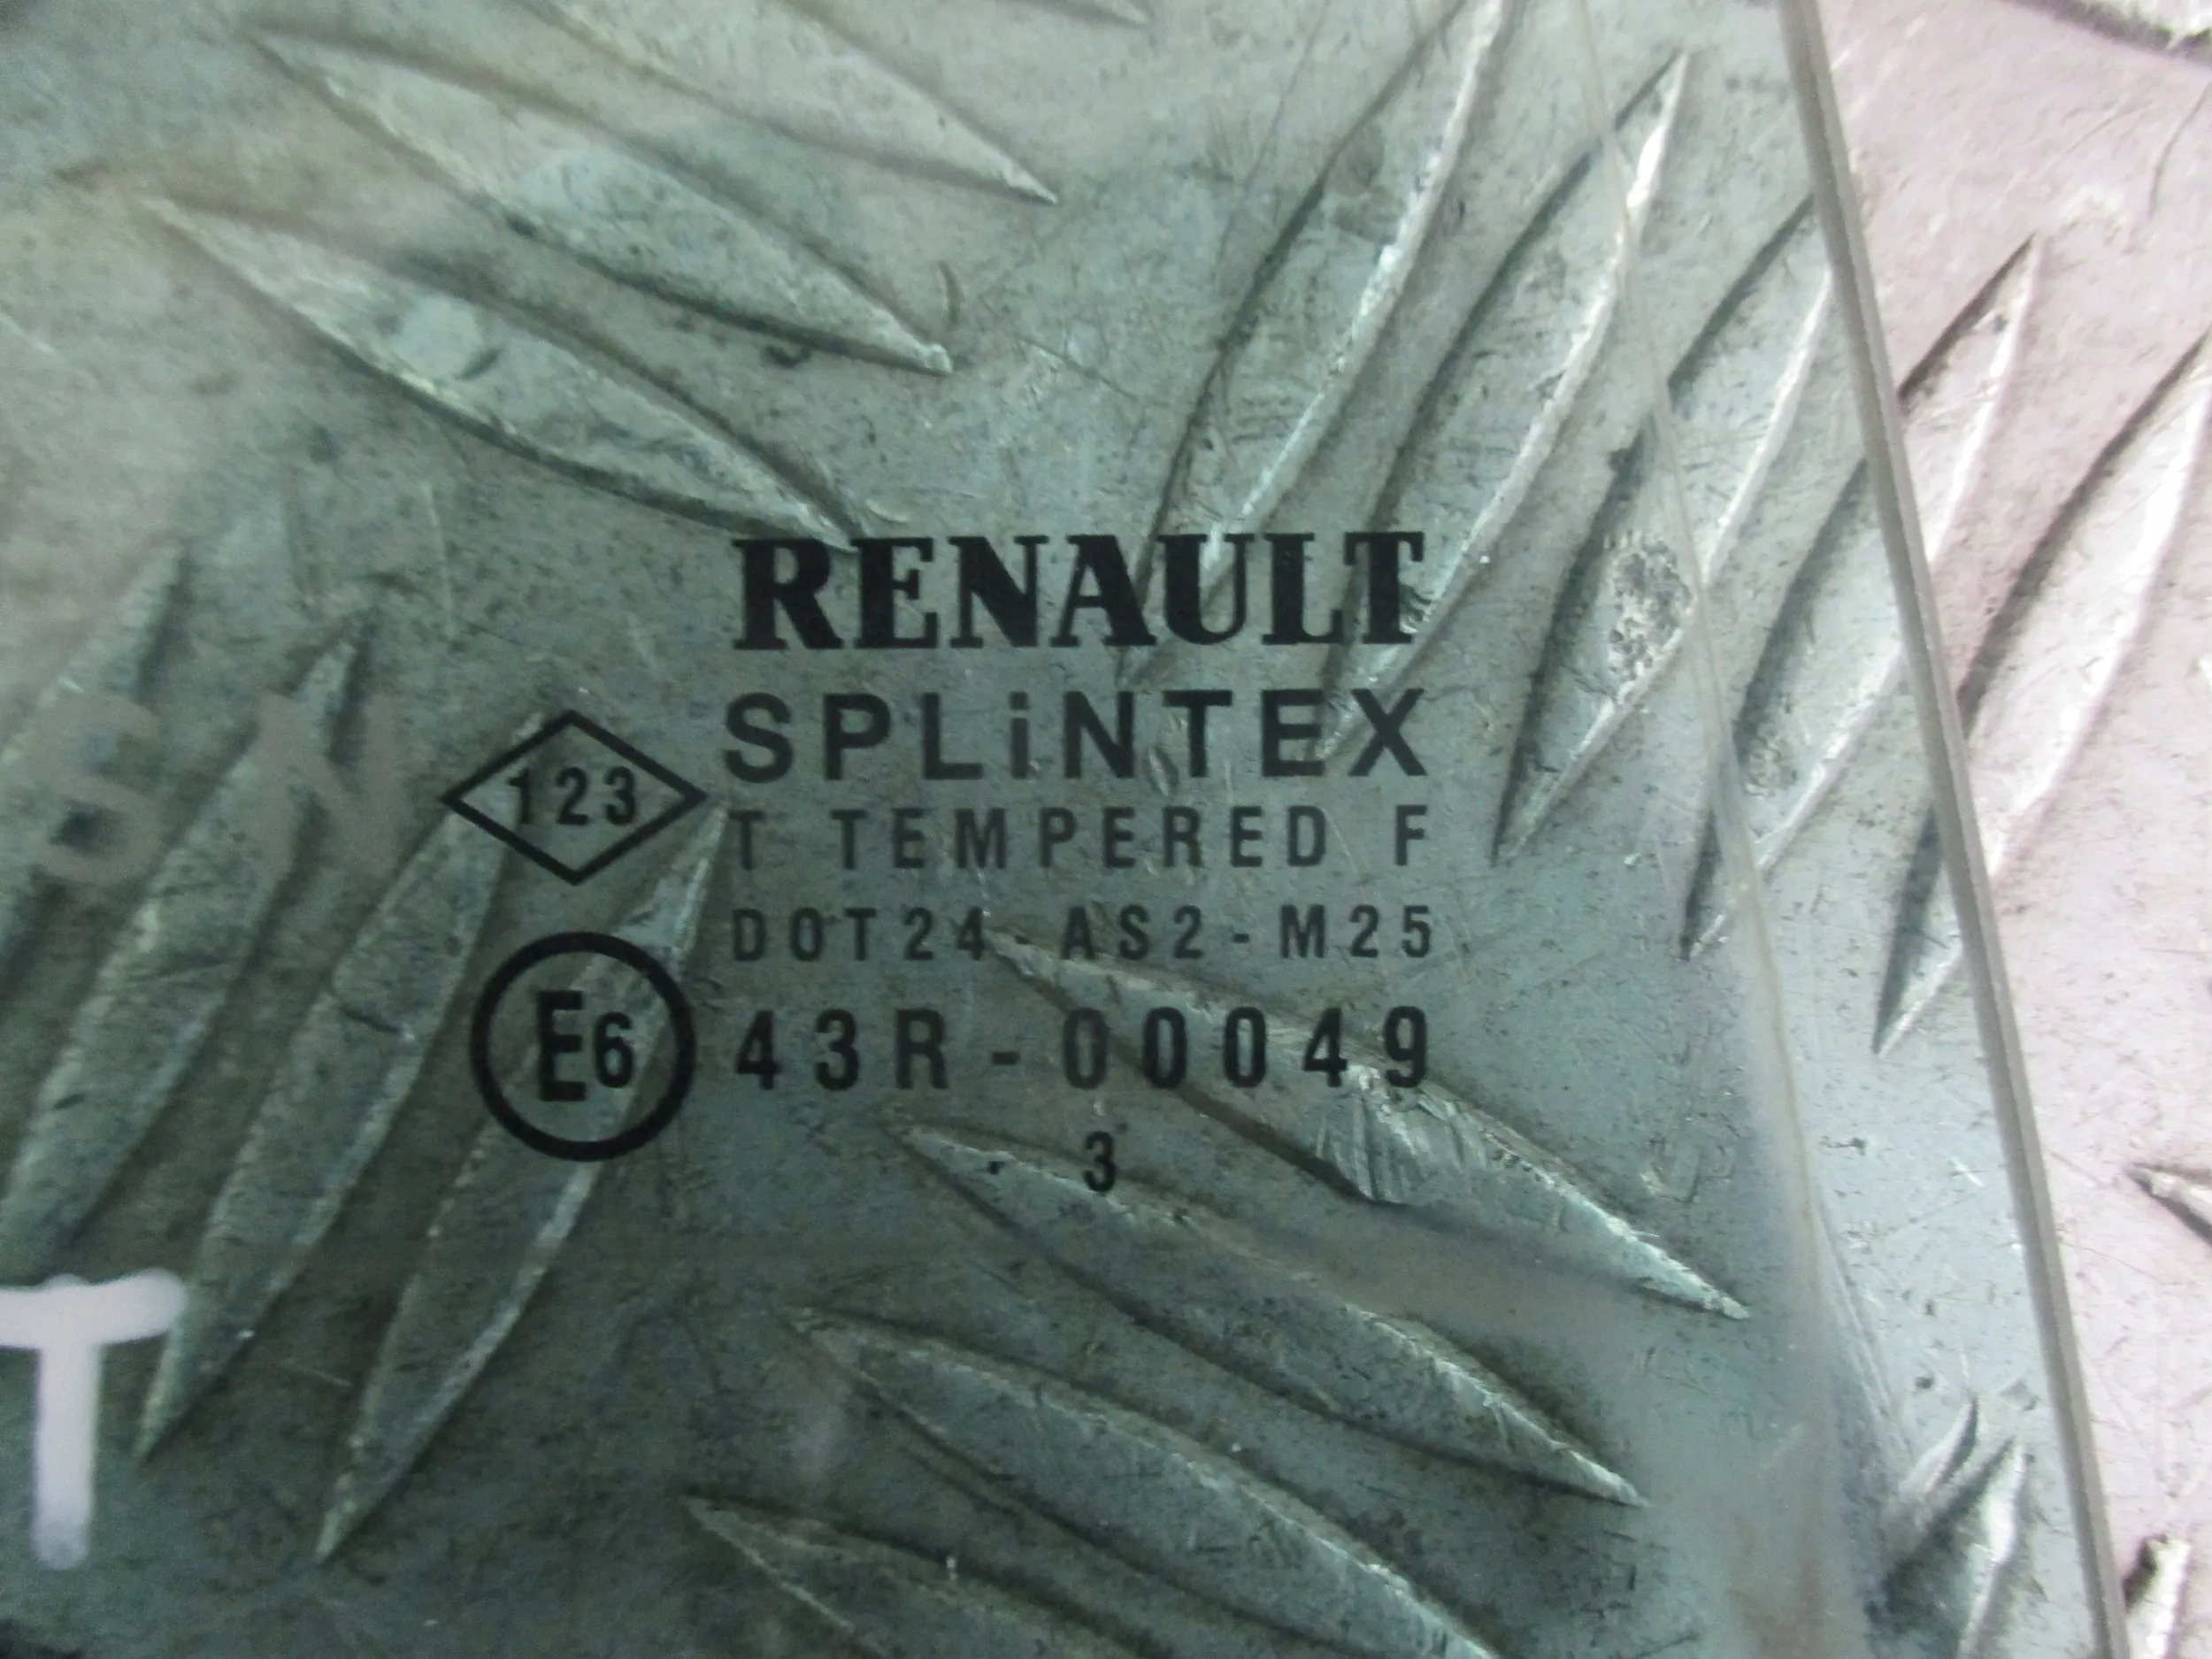 RENAULT
SPLiNTEX
123
T TEMPERED F
DOT24 - AS2 - M25
E6 43R - 00049
. 3
T